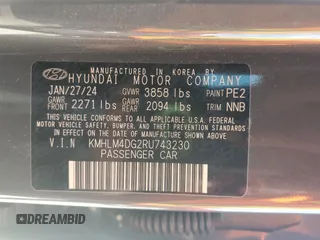 MANUFACTURED IN KOREA BY
HYUNDAI MOTOR COMPANY
JAN/27/24 GVWR 3858 lbs PAINT PE2
GAWR FRONT 2271 lbs GAWR REAR 2094 lbs TRIM NNB
THIS VEHICLE CONFORMS TO ALL APPLICABLE
U.S. FEDERAL MOTOR VEHICLE SAFETY, BUMPER,
AND THEFT PREVENTION STANDARDS IN EFFECT
ON THE DATE OF MANUFACTURE SHOWN ABOVE.
V.I.N KMHLM4DG2RU743230
PASSENGER CAR
DREAMBID